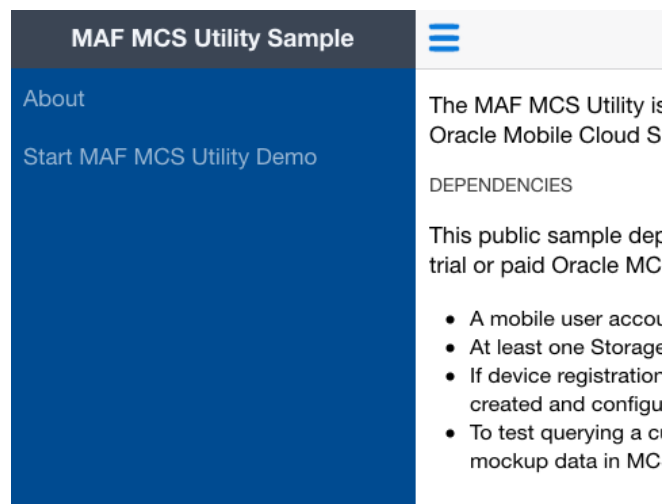 MAF MCS Utility Sample
About
Start MAF MCS Utility Demo
The MAF MCS Utility is
Oracle Mobile Cloud S
DEPENDENCIES
This public sample dep
trial or paid Oracle MC
• A mobile user accou
• At least one Storage
• If device registration
created and configu
• To test querying a cu
mockup data in MC